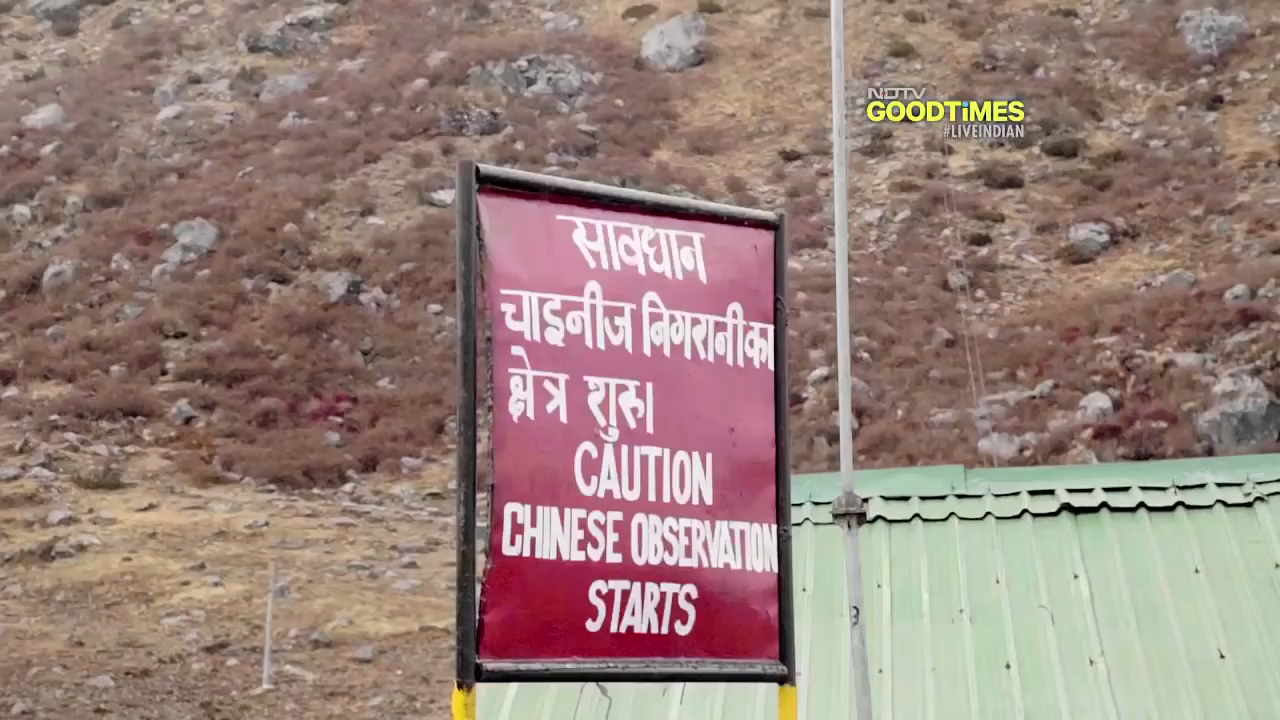 NDTV
GOODTiMES
#LIVEINDIAN
सावधान
चाइनीज निगरानी का
क्षेत्र शुरू।
CAUTION
CHINESE OBSERVATION
STARTS